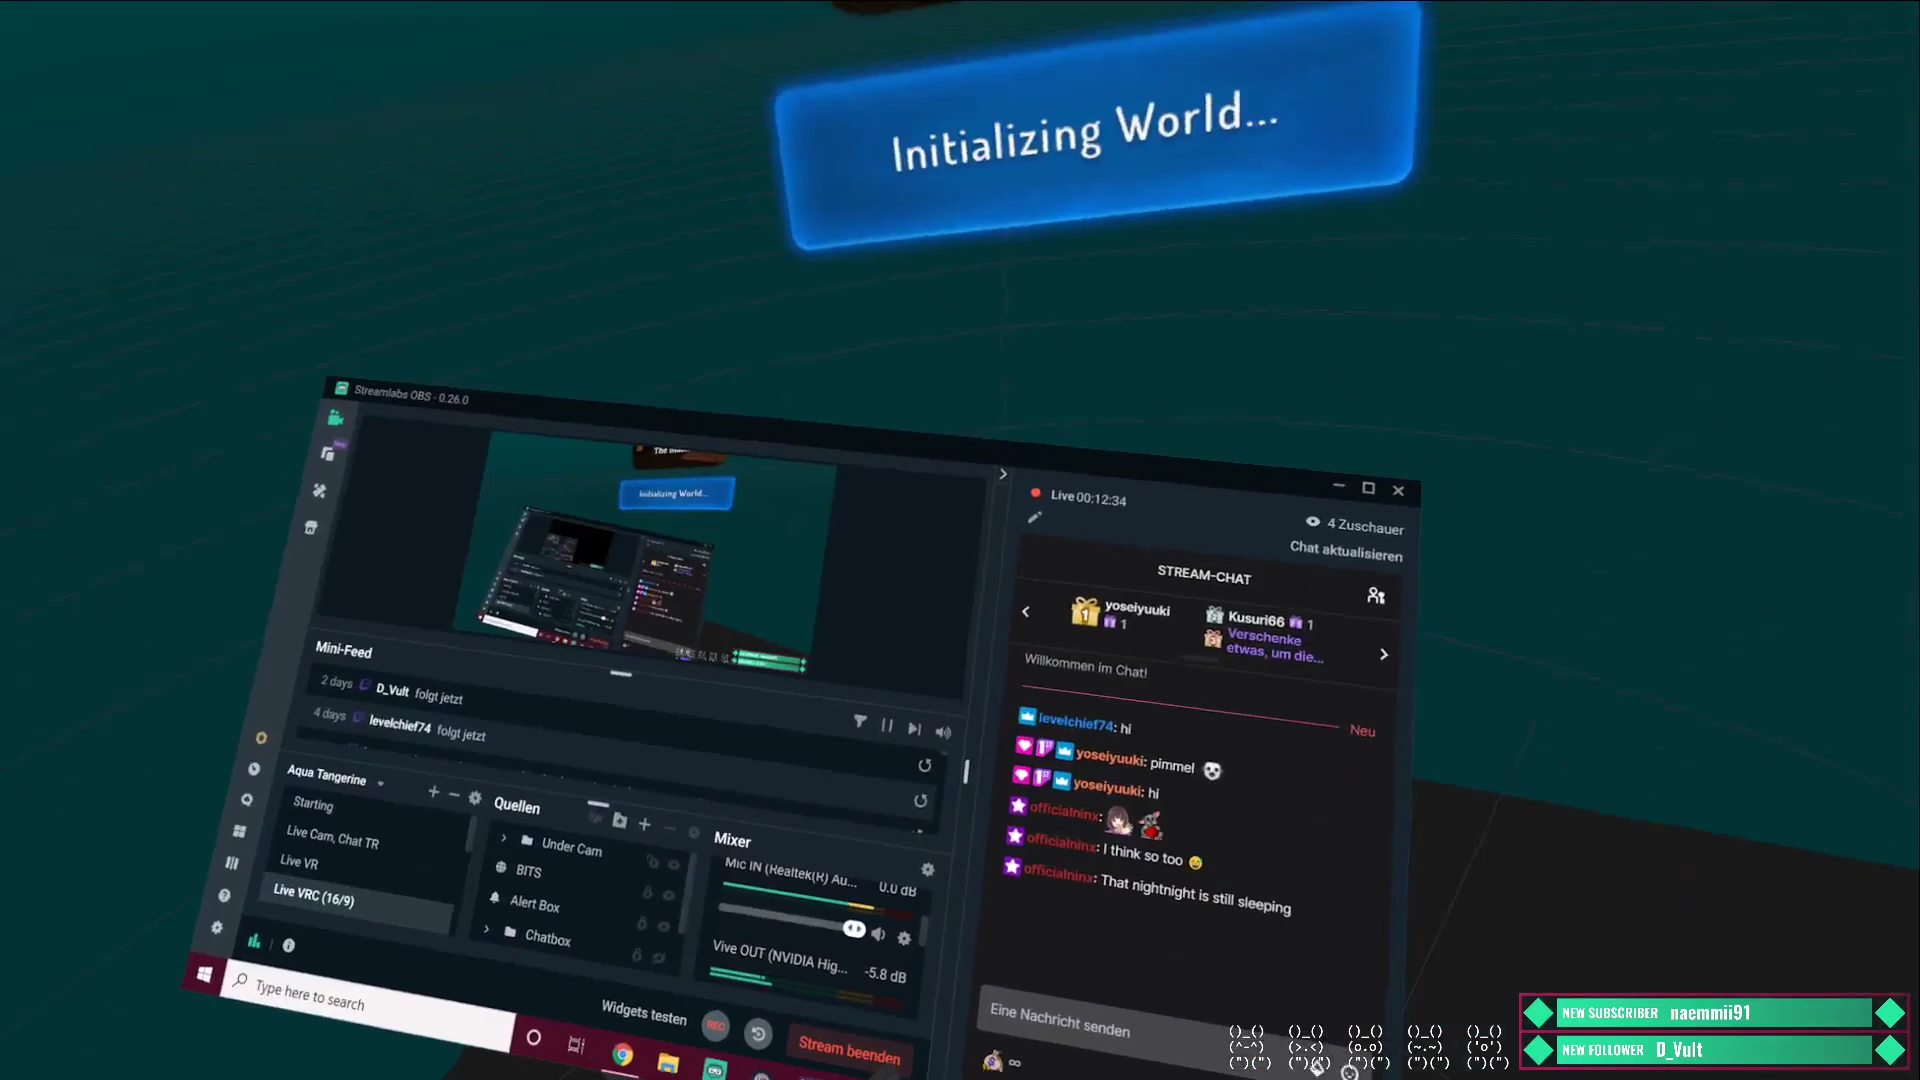 Initializing World...
Streamlabs OBS - 0.26.0
Initializing World...
Live 00:12:34
4 Zuschauer
Chat aktualisieren
STREAM-CHAT
yoseiyuuki
1
Kusuri66 1
Verschenke
etwas, um die...
Willkommen im Chat!
Neu
levelchief74: hi
yoseiyuuki: pimmel
yoseiyuuki: hi
officialninx:
officialninx: I think so too
officialninx: That nightnight is still sleeping
Eine Nachricht senden
Mini-Feed
2 days D_Vult folgt jetzt
4 days levelchief74 folgt jetzt
Aqua Tangerine
Starting
Live Cam, Chat TR
Live VR
Live VRC (16/9)
Quellen
Under Cam
BITS
Alert Box
Chatbox
Mixer
Mic IN (Realtek(R) Au... 0.0 dB
Vive OUT (NVIDIA Hig... -5.8 dB
Type here to search
Widgets testen
REC
Stream beenden
NEW SUBSCRIBER naemmii91
NEW FOLLOWER D_Vult